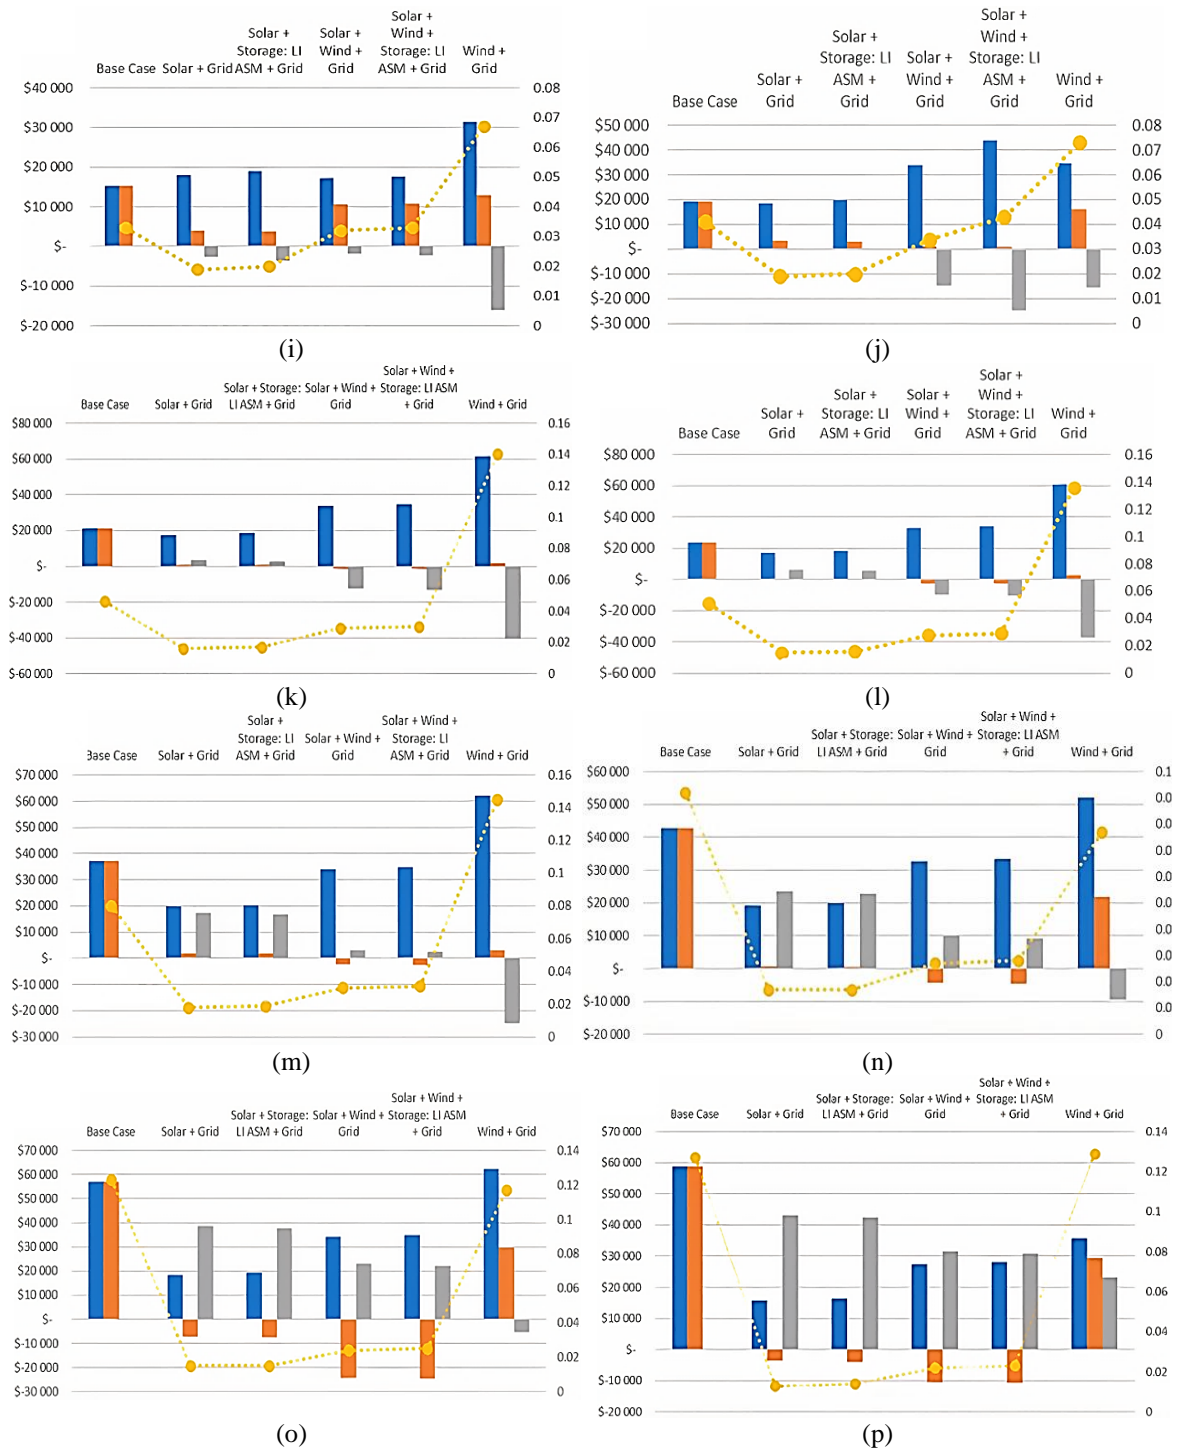 Solar +
Wind +
Storage: LI
ASM + Grid
Solar +
Storage: LI
ASM + Grid
Solar +
Wind +
Grid
Wind +
Grid
Base Case
Solar + Grid
$40 000
$30 000
$20 000
$10 000
$-
$-10 000
$-20 000
0.08
0.07
0.06
0.05
0.04
0.03
0.02
0.01
0
(i)
Solar +
Wind +
Storage: LI
ASM +
Grid
Solar +
Storage: LI
ASM +
Grid
Solar +
Wind +
Grid
Solar +
Grid
Wind +
Grid
Base Case
$50 000
$40 000
$30 000
$20 000
$10 000
$-
$-10 000
$-20 000
$-30 000
0.08
0.07
0.06
0.05
0.04
0.03
0.02
0.01
0
(j)
Base Case
Solar + Grid
Solar + Storage:
LI ASM + Grid
Solar + Wind +
Grid
Solar + Wind +
Storage: LI ASM
+ Grid
Wind + Grid
$80 000
$60 000
$40 000
$20 000
$-
$-20 000
$-40 000
$-60 000
0.16
0.14
0.12
0.1
0.08
0.06
0.04
0.02
0
(k)
Base Case
Solar +
Grid
Solar +
Storage: LI
ASM + Grid
Solar +
Wind +
Grid
Solar +
Wind +
Storage: LI
ASM + Grid
Wind +
Grid
$80 000
$60 000
$40 000
$20 000
$-
$-20 000
$-40 000
$-60 000
0.16
0.14
0.12
0.1
0.08
0.06
0.04
0.02
0
(l)
Base Case
Solar + Grid
Solar +
Storage: LI
ASM + Grid
Solar + Wind +
Grid
Solar + Wind +
Storage: LI
ASM + Grid
Wind + Grid
$70 000
$60 000
$50 000
$40 000
$30 000
$20 000
$10 000
$-
$-10 000
$-20 000
$-30 000
0.16
0.14
0.12
0.1
0.08
0.06
0.04
0.02
0
(m)
Base Case
Solar + Grid
Solar + Storage:
LI ASM + Grid
Solar + Wind +
Grid
Solar + Wind +
Storage: LI ASM
+ Grid
Wind + Grid
$60 000
$50 000
$40 000
$30 000
$20 000
$10 000
$-
$-10 000
$-20 000
0.1
0.0
0.0
0.0
0.0
0.0
0.0
0.0
0.0
0.0
0
(n)
Base Case
Solar + Grid
Solar + Storage:
LI ASM + Grid
Solar + Wind +
Grid
Solar + Wind +
Storage: LI ASM
+ Grid
Wind + Grid
$70 000
$60 000
$50 000
$40 000
$30 000
$20 000
$10 000
$-
$-10 000
$-20 000
$-30 000
0.14
0.12
0.1
0.08
0.06
0.04
0.02
0
(o)
Base Case
Solar + Grid
Solar + Storage:
LI ASM + Grid
Solar + Wind +
Grid
Solar + Wind +
Storage: LI ASM
+ Grid
Wind + Grid
$70 000
$60 000
$50 000
$40 000
$30 000
$20 000
$10 000
$-
$-10 000
$-20 000
0.14
0.12
0.1
0.08
0.06
0.04
0.02
0
(p)